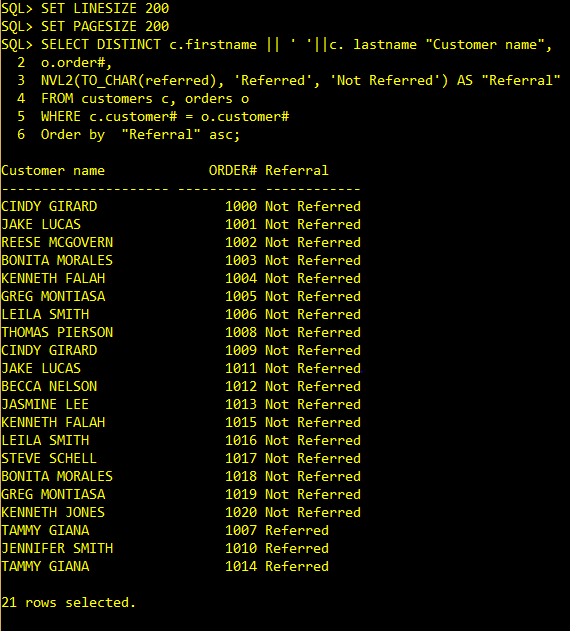 SQL> SET LINESIZE 200
SQL> SET PAGESIZE 200
SQL> SELECT DISTINCT c.firstname || ' '||c. lastname "Customer name",
  2  o.order#,
  3  NVL2(TO_CHAR(referred), 'Referred', 'Not Referred') AS "Referral"
  4  FROM customers c, orders o
  5  WHERE c.customer# = o.customer#
  6  Order by  "Referral" asc;

Customer name             ORDER# Referral
--------------------- ---------- ------------
CINDY GIRARD                1000 Not Referred
JAKE LUCAS                  1001 Not Referred
REESE MCGOVERN              1002 Not Referred
BONITA MORALES              1003 Not Referred
KENNETH FALAH               1004 Not Referred
GREG MONTIASA               1005 Not Referred
LEILA SMITH                 1006 Not Referred
THOMAS PIERSON              1008 Not Referred
CINDY GIRARD                1009 Not Referred
JAKE LUCAS                  1011 Not Referred
BECCA NELSON                1012 Not Referred
JASMINE LEE                 1013 Not Referred
KENNETH FALAH               1015 Not Referred
LEILA SMITH                 1016 Not Referred
STEVE SCHELL                1017 Not Referred
BONITA MORALES              1018 Not Referred
GREG MONTIASA               1019 Not Referred
KENNETH JONES               1020 Not Referred
TAMMY GIANA                 1007 Referred
JENNIFER SMITH              1010 Referred
TAMMY GIANA                 1014 Referred

21 rows selected.